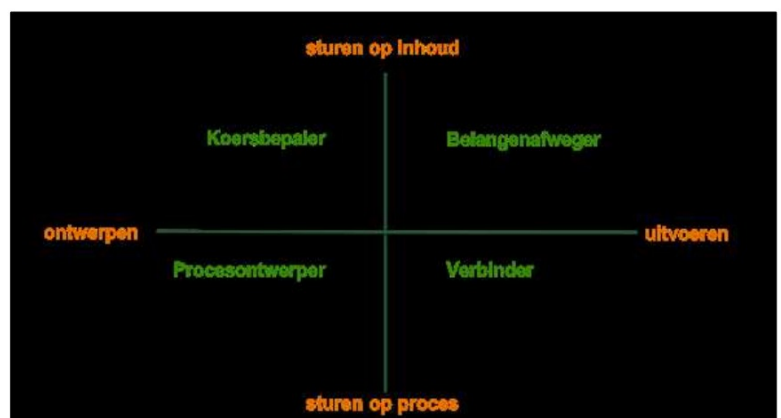 sturen op inhoud
Koersbepaler
Belangenafweger
ontwerpen
uitvoeren
Procesontwerper
Verbinder
sturen op proces